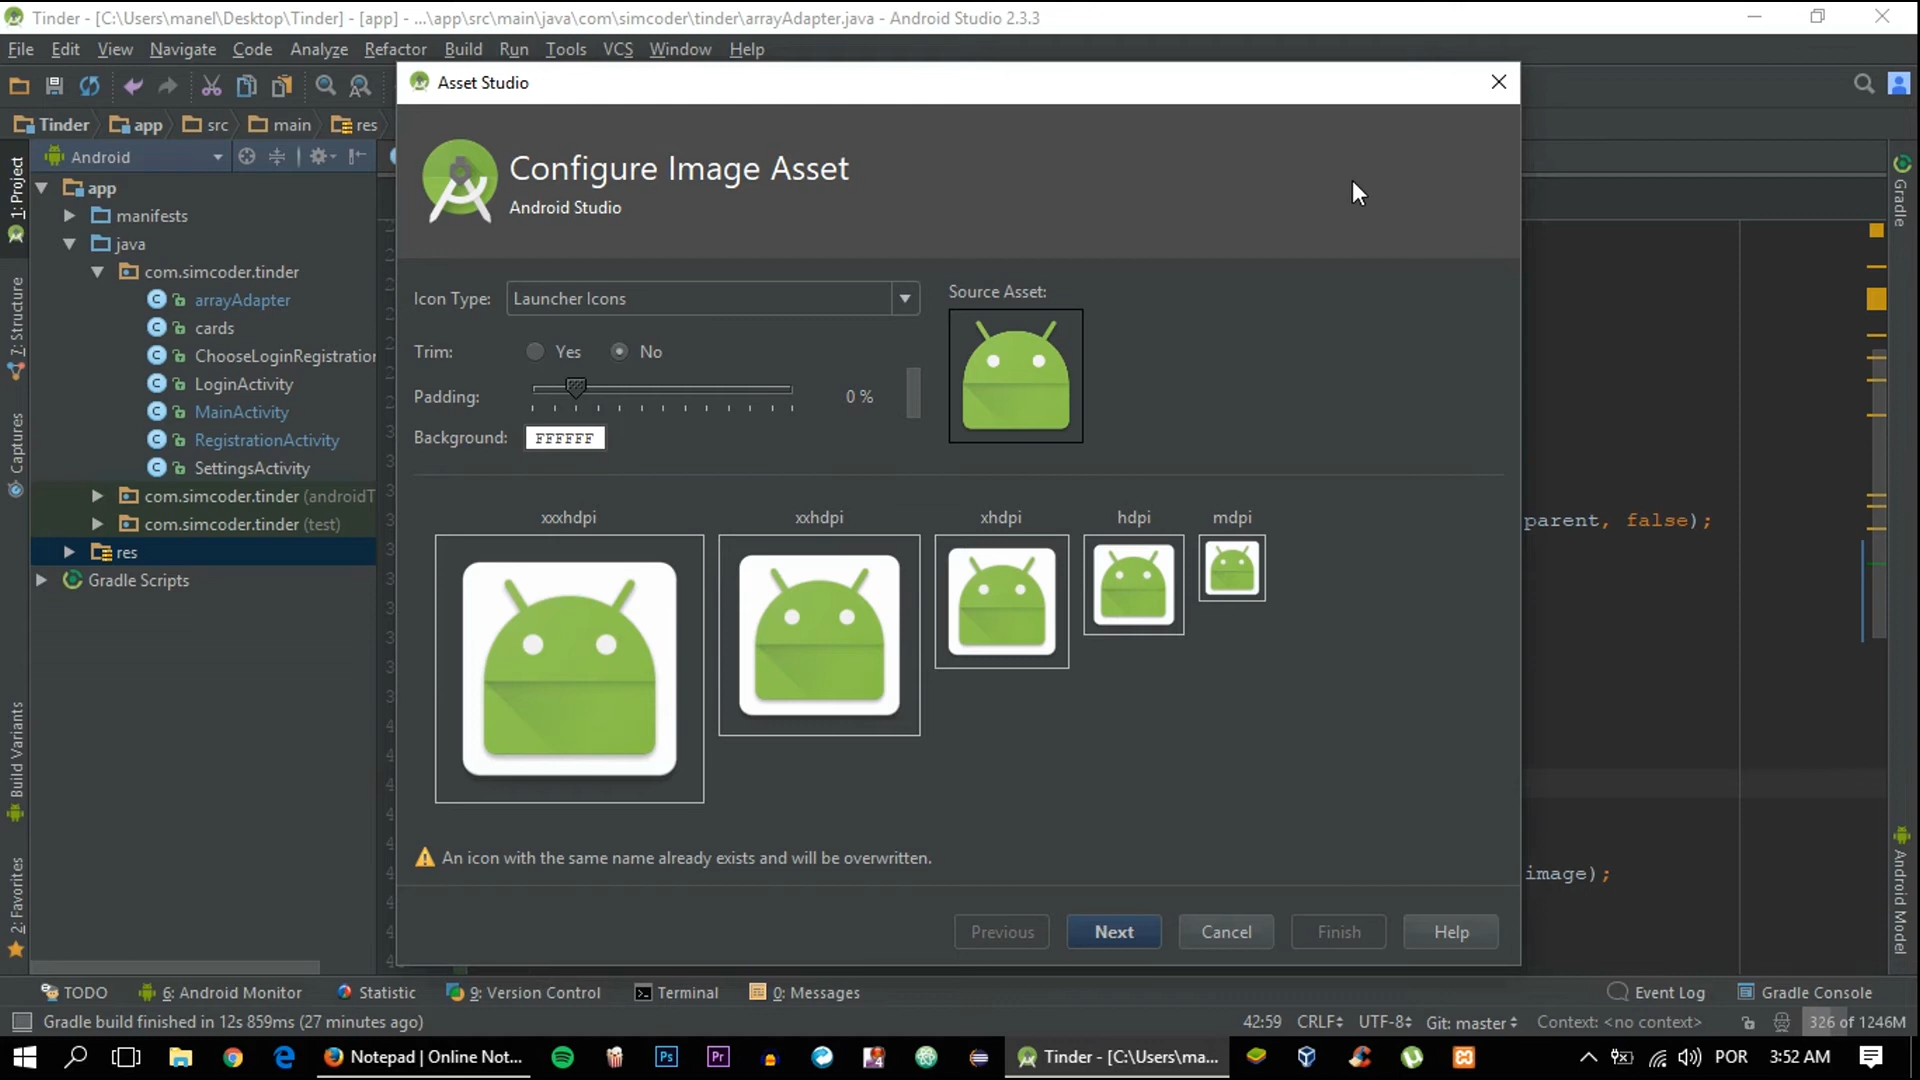 Tinder - [C:\Users\manel\Desktop\Tinder] - [app] - ...\app\src\main\java\com\simcoder\tinder\arrayAdapter.java - Android Studio 2.3.3
File Edit View Navigate Code Analyze Refactor Build Run Tools VCS Window Help
Asset Studio
Tinder app src main res
Configure Image Asset
Android Studio
Android
app
manifests
java
com.simcoder.tinder
arrayAdapter
cards
ChooseLoginRegistration
LoginActivity
MainActivity
RegistrationActivity
SettingsActivity
com.simcoder.tinder (androidT
com.simcoder.tinder (test)
res
Gradle Scripts
1: Project
7: Structure
Captures
Build Variants
2: Favorites
Icon Type: Launcher Icons
Source Asset:
Trim: Yes No
Padding: 0 %
Background: FFFFFF
xxxhdpi xxhdpi xhdpi hdpi mdpi
An icon with the same name already exists and will be overwritten.
Previous Next Cancel Finish Help
parent, false);
image);
Gradle
Android Model
TODO 6: Android Monitor Statistic 9: Version Control Terminal 0: Messages Event Log Gradle Console
Gradle build finished in 12s 859ms (27 minutes ago) 42:59 CRLF UTF-8 Git: master Context: <no context> 326 of 1246M
Notepad | Online Not... Ps Pr Tinder - [C:\Users\ma... POR 3:52 AM